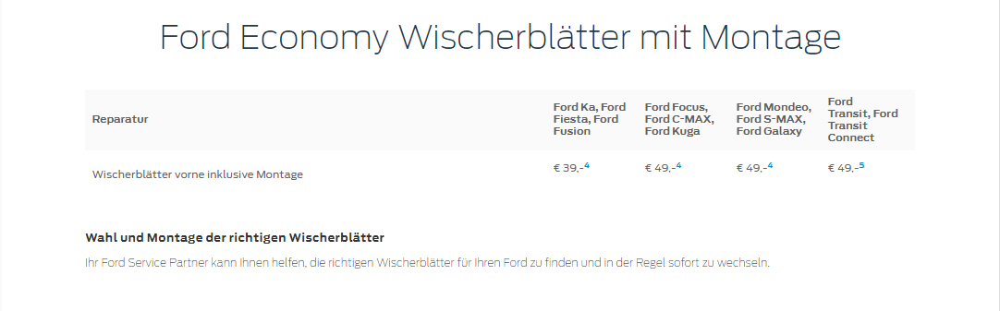 Ford Economy Wischerblätter mit Montage
Reparatur
Ford Ka, Ford
Fiesta, Ford
Fusion
Ford Focus,
Ford C-MAX,
Ford Kuga
Ford Mondeo,
Ford S-MAX,
Ford Galaxy
Ford
Transit, Ford
Transit
Connect
Wischerblätter vorne inklusive Montage
€ 39,-4
€ 49,-4
€ 49,-4
€ 49,-5
Wahl und Montage der richtigen Wischerblätter
Ihr Ford Service Partner kann Ihnen helfen, die richtigen Wischerblätter für Ihren Ford zu finden und in der Regel sofort zu wechseln.